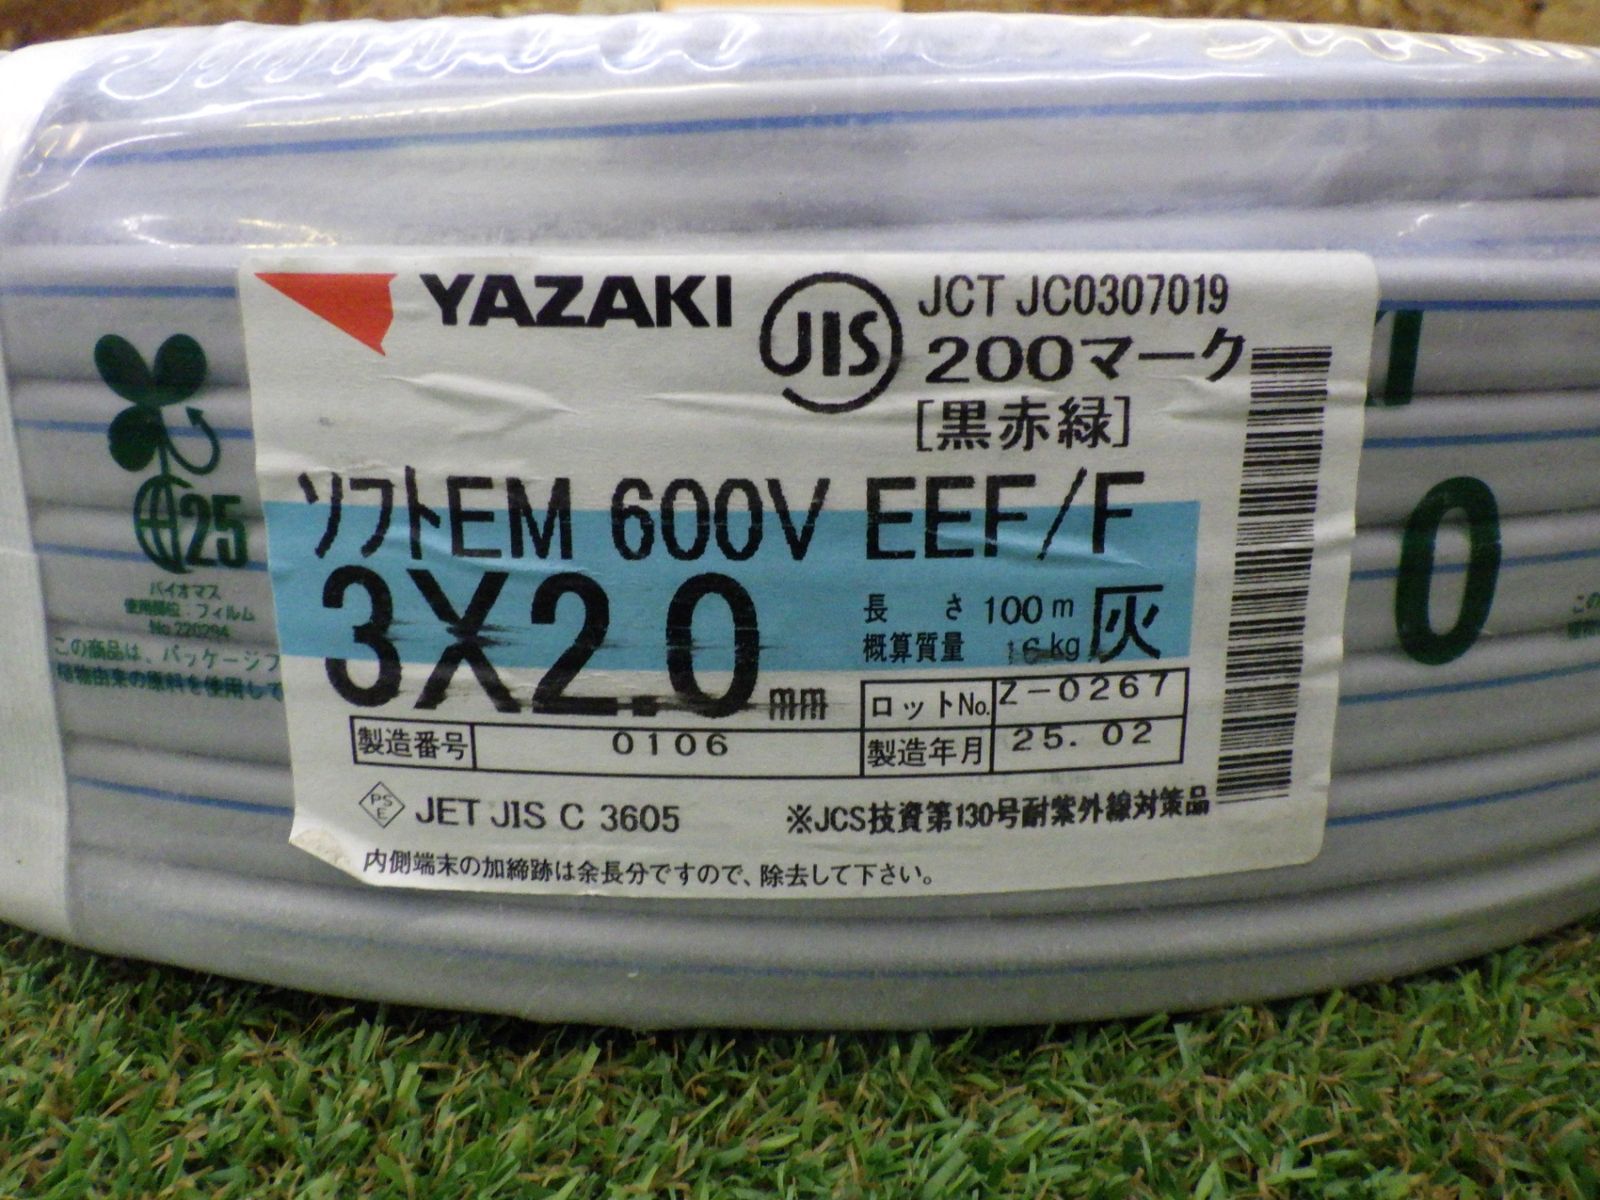 YAZAKI
JIS
JCT JC0307019
200マーク
[黒赤緑]
ソフトEM 600V EEF/F
3X2.0mm
長さ 100m
概算質量 16kg
灰
ロットNo. Z-0267
製造番号 0106
製造年月 25.02
PSE JET JIS C 3605
※JCS技資第130号耐紫外線対策品
内側端末の加締跡は余長分ですので、除去して下さい。
25
バイオマス
使用部位:フィルム
No.220294
この商品は、パッケージフ
植物由来の原料を使用して
0